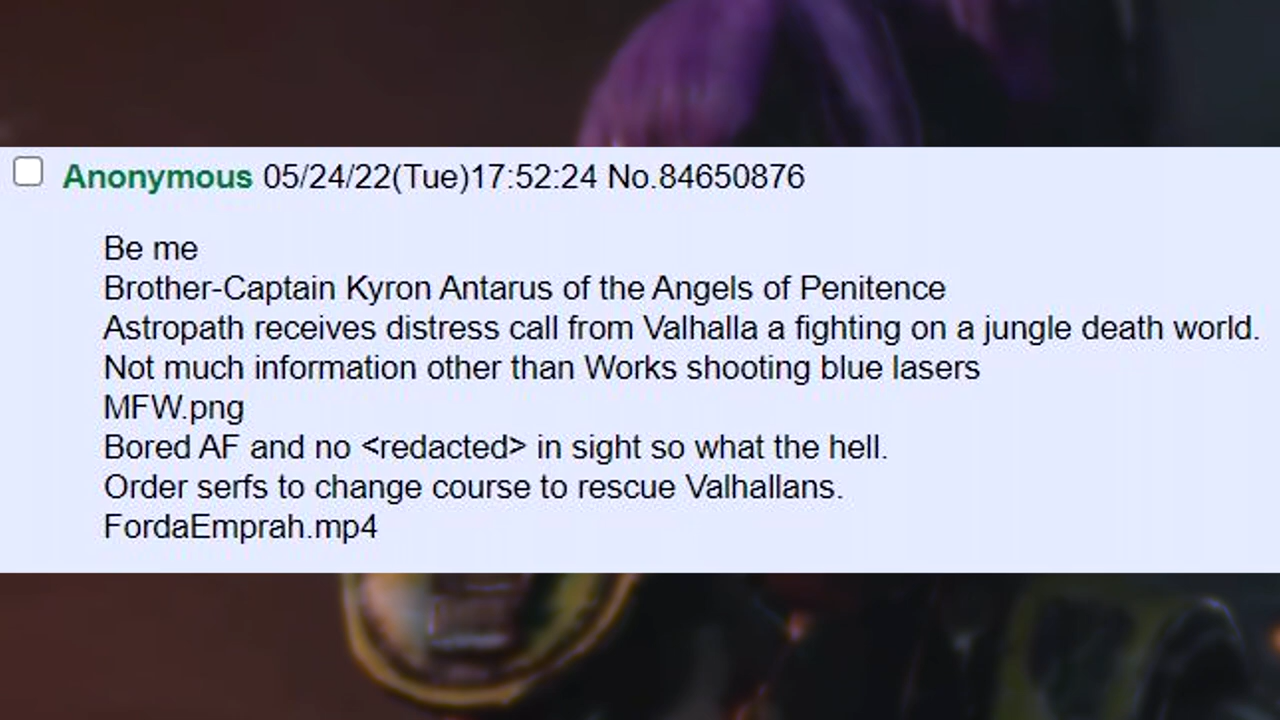 Anonymous 05/24/22(Tue)17:52:24 No.84650876
Be me
Brother-Captain Kyron Antarus of the Angels of Penitence
Astropath receives distress call from Valhalla a fighting on a jungle death world.
Not much information other than Works shooting blue lasers
MFW.png
Bored AF and no <redacted> in sight so what the hell.
Order serfs to change course to rescue Valhallans.
FordaEmprah.mp4